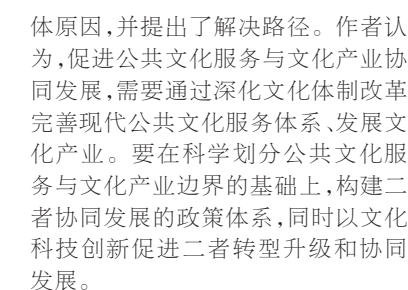 体原因,并提出了解决路径。作者认
为,促进公共文化服务与文化产业协
同发展,需要通过深化文化体制改革
完善现代公共文化服务体系、发展文
化产业。要在科学划分公共文化服
务与文化产业边界的基础上,构建二
者协同发展的政策体系,同时以文化
科技创新促进二者转型升级和协同
发展。